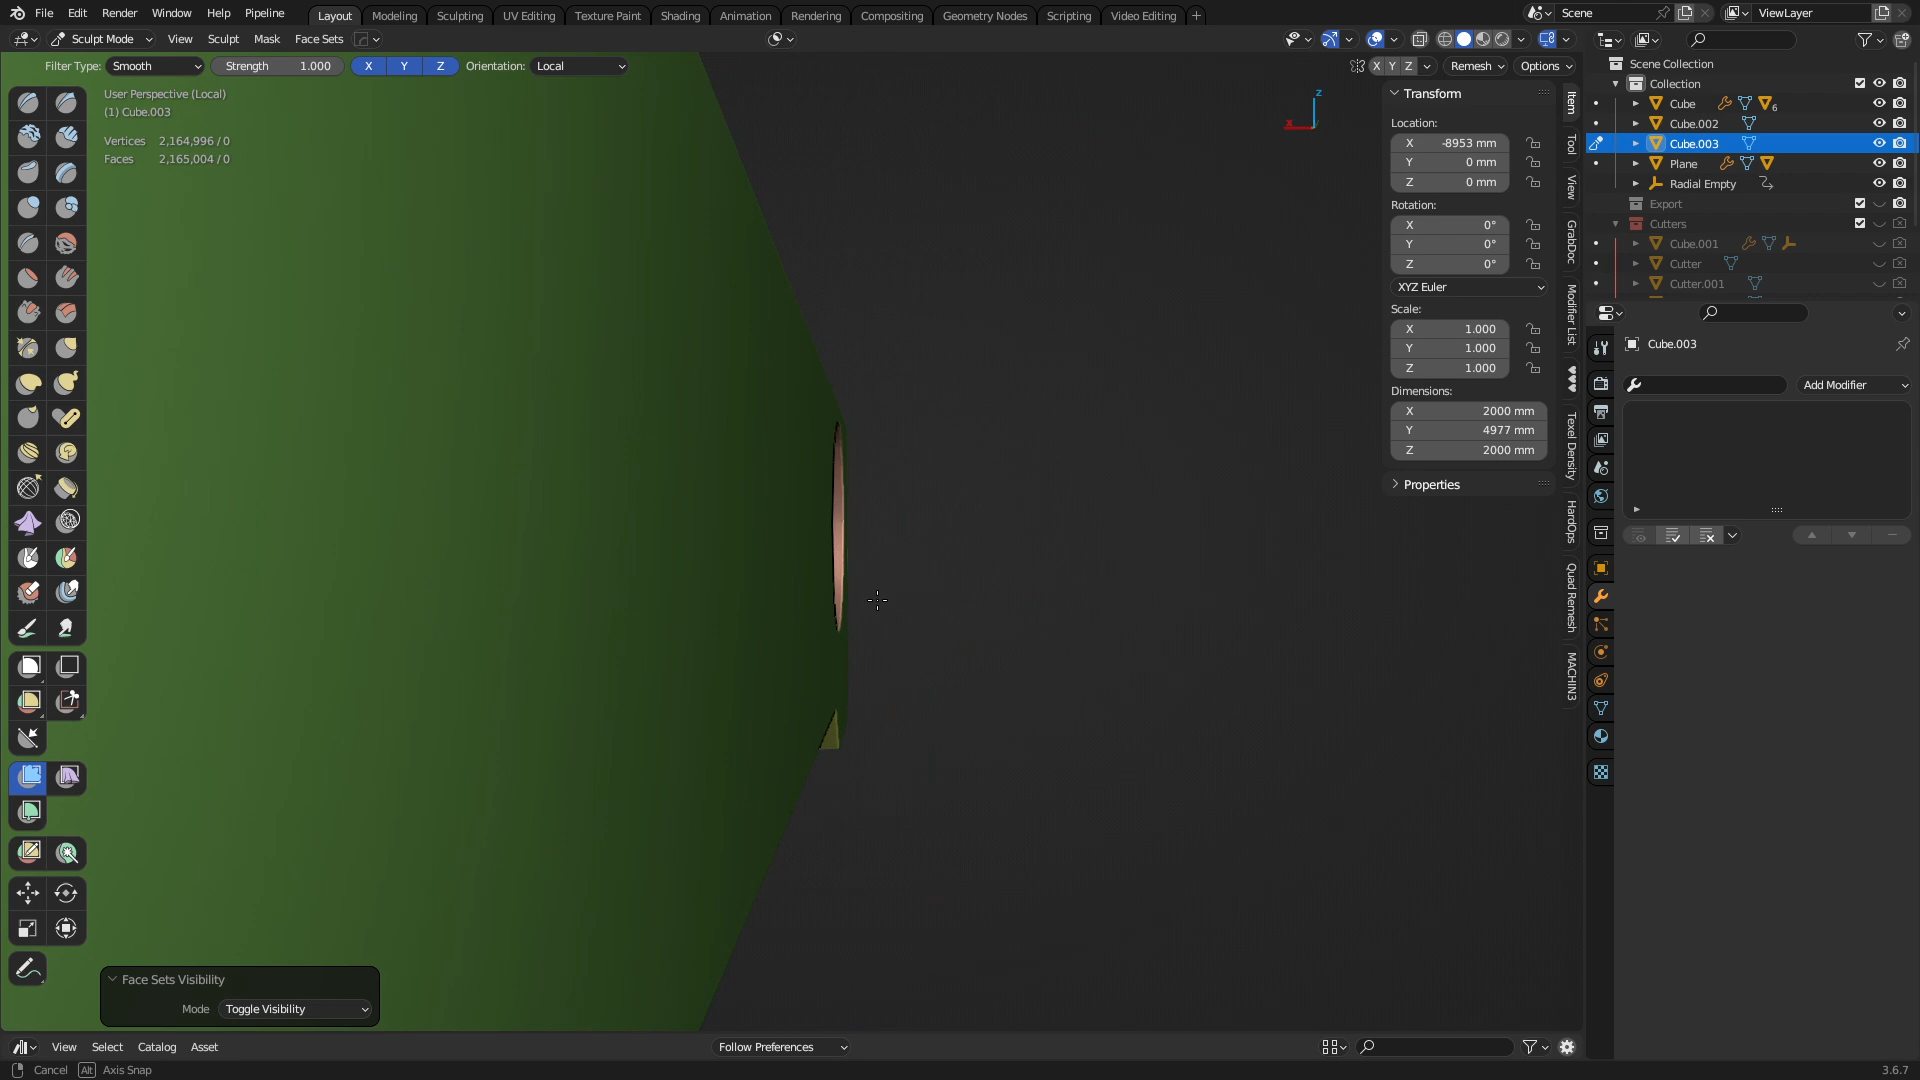 File Edit Render Window Help Pipeline Layout Modeling Sculpting UV Editing Texture Paint Shading Animation Rendering Compositing Geometry Nodes Scripting Video Editing + Scene ViewLayer
Sculpt Mode View Sculpt Mask Face Sets
Filter Type: Smooth Strength 1.000 X Y Z Orientation: Local X Y Z Remesh Options
User Perspective (Local)
(1) Cube.003
Vertices 2,164,996 / 0
Faces 2,165,004 / 0
z
x
Transform
Location:
X -8953 mm
Y 0 mm
Z 0 mm
Rotation:
X 0°
Y 0°
Z 0°
XYZ Euler
Scale:
X 1.000
Y 1.000
Z 1.000
Dimensions:
X 2000 mm
Y 4977 mm
Z 2000 mm
Properties
Item
Tool
View
GrabDoc
Modifier List
Texel Density
HardOps
Quad Remesh
MACHIN3
Scene Collection
Collection
Cube 6
Cube.002
Cube.003
Plane
Radial Empty
Export
Cutters
Cube.001
Cutter
Cutter.001
Cube.003
Add Modifier
Face Sets Visibility
Mode Toggle Visibility
View Select Catalog Asset Follow Preferences
Cancel Alt Axis Snap 3.6.7